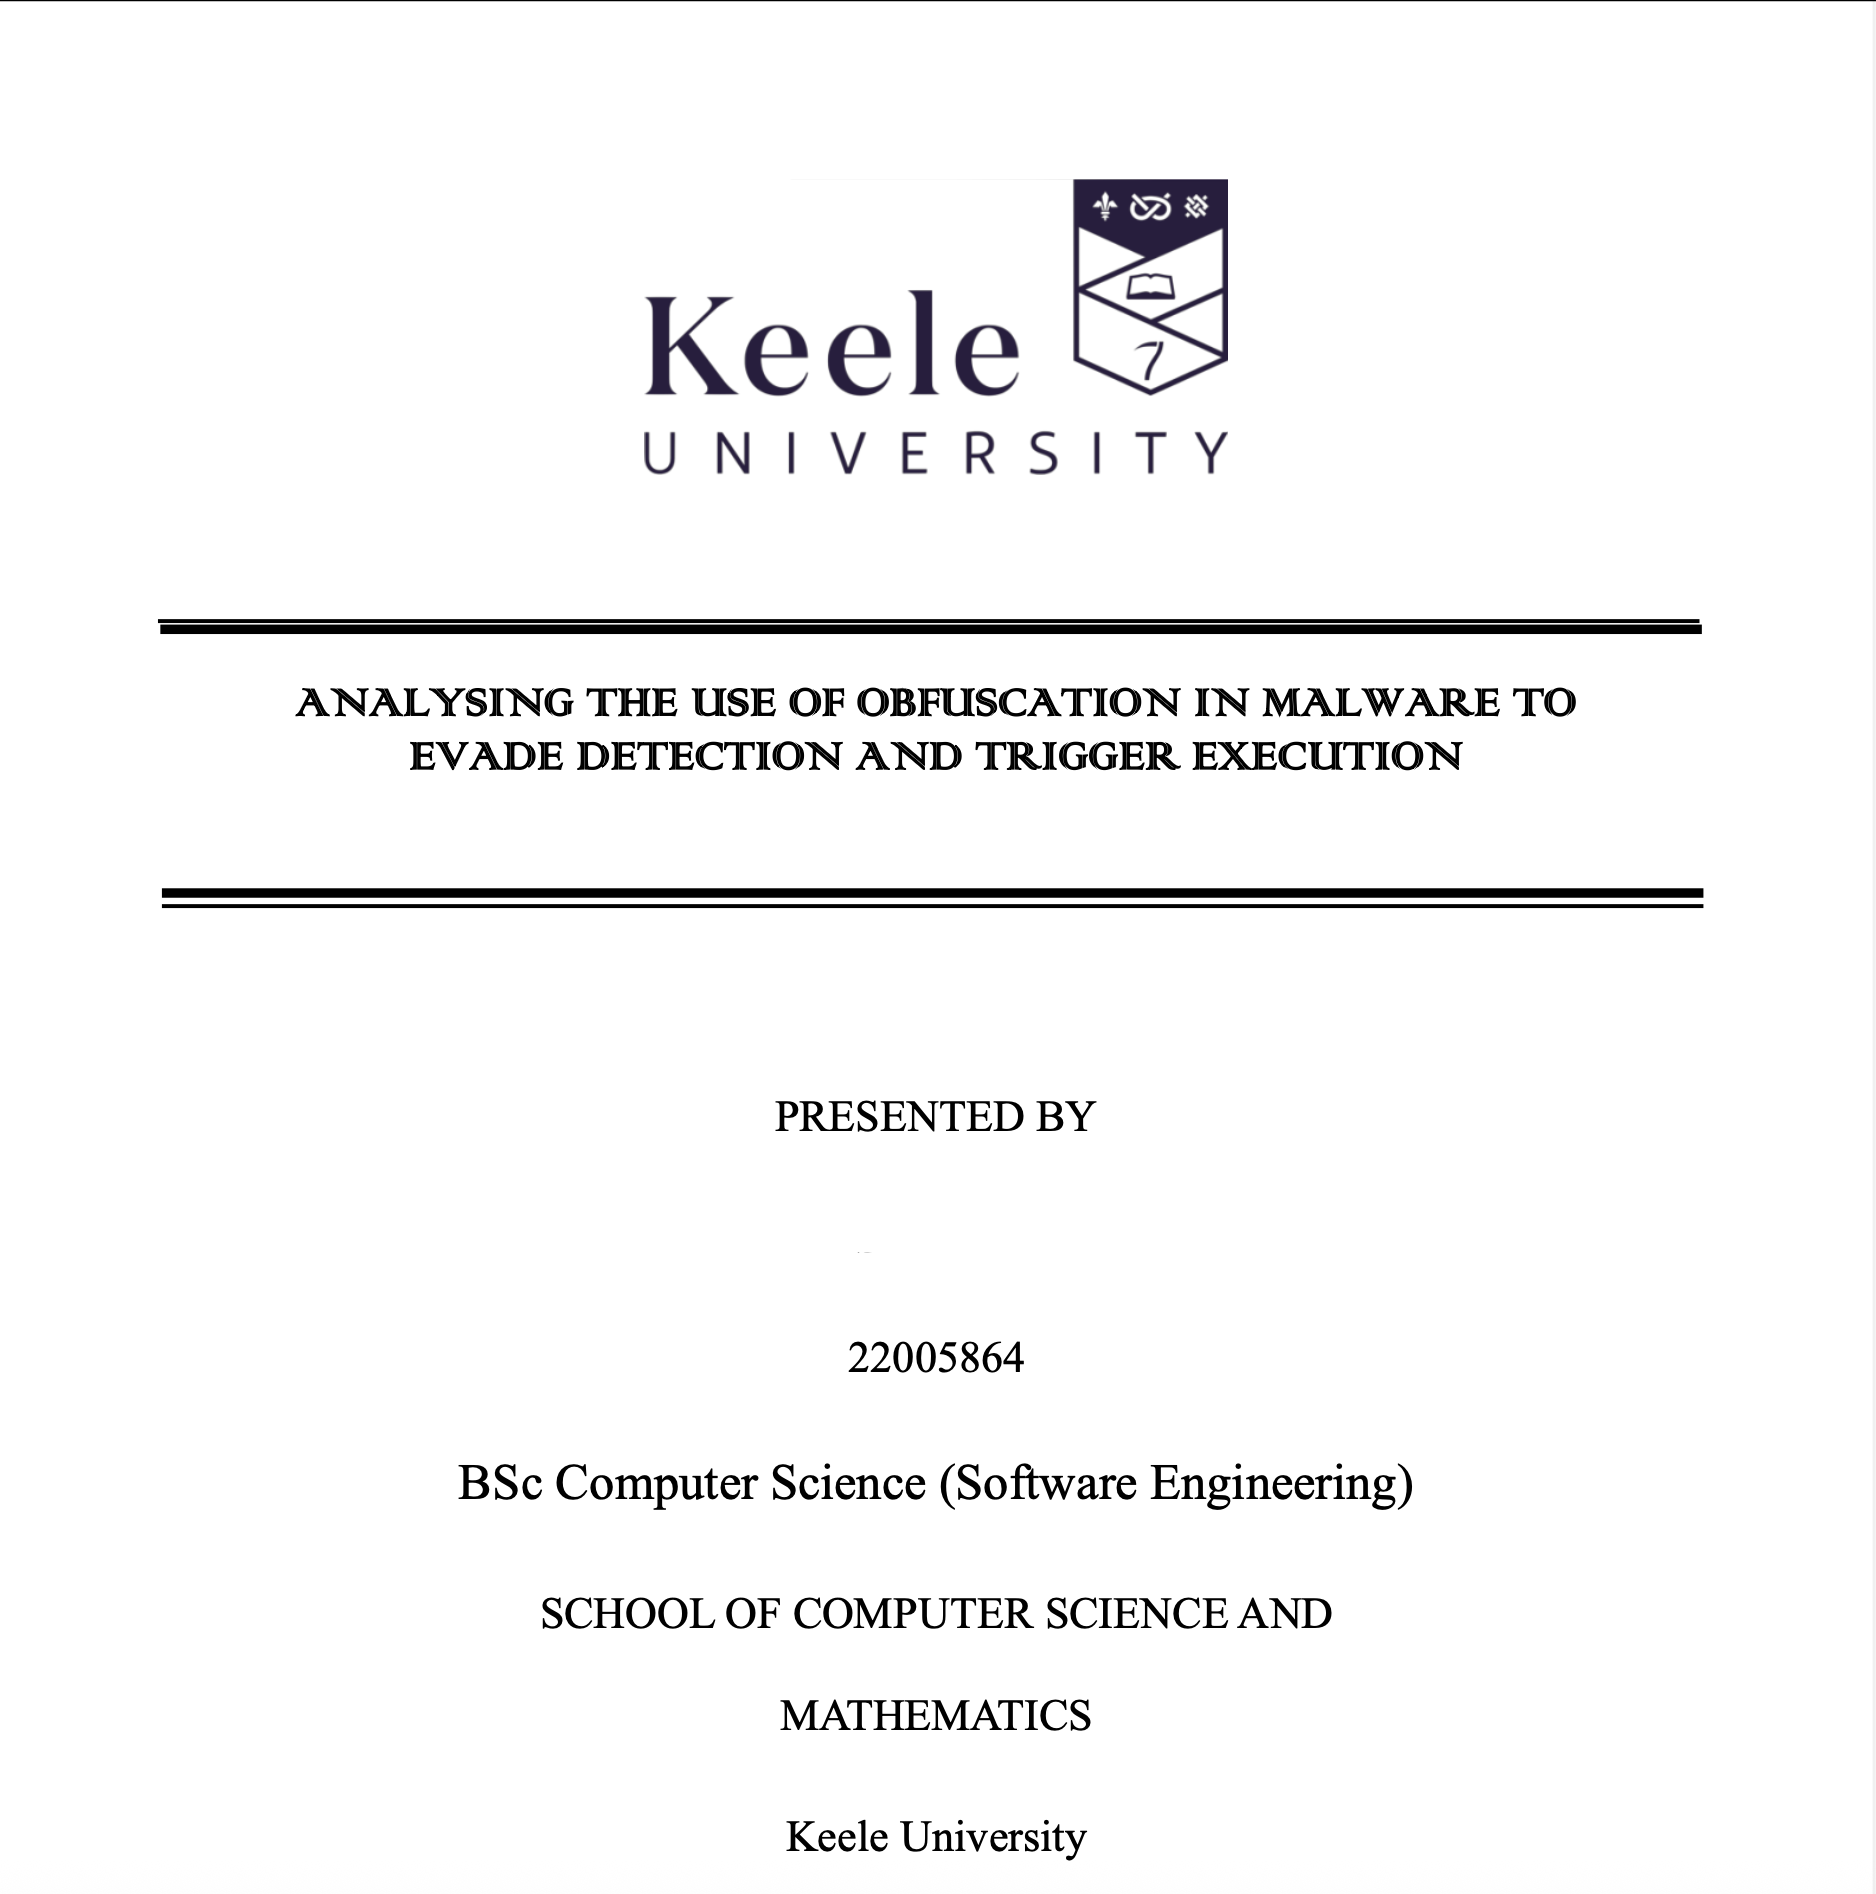 Keele
UNIVERSITY
ANALYSING THE USE OF OBFUSCATION IN MALWARE TO
EVADE DETECTION AND TRIGGER EXECUTION
PRESENTED BY
22005864
BSc Computer Science (Software Engineering)
SCHOOL OF COMPUTER SCIENCE AND
MATHEMATICS
Keele University